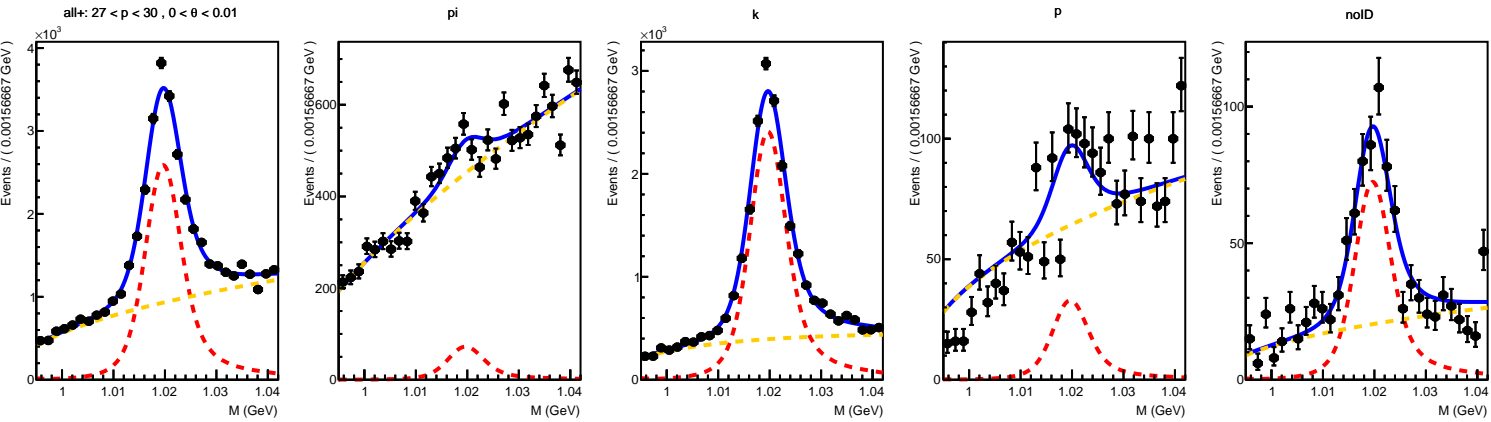 all+: 27 < p < 30 , 0 < θ < 0.01
×10³
Events / ( 0.00156667 GeV )
4
3
2
1
0
1 1.01 1.02 1.03 1.04
M (GeV)
pi
Events / ( 0.00156667 GeV )
600
400
200
0
1 1.01 1.02 1.03 1.04
M (GeV)
k
×10³
Events / ( 0.00156667 GeV )
3
2
1
0
1 1.01 1.02 1.03 1.04
M (GeV)
p
Events / ( 0.00156667 GeV )
100
50
0
1 1.01 1.02 1.03 1.04
M (GeV)
noID
Events / ( 0.00156667 GeV )
100
50
0
1 1.01 1.02 1.03 1.04
M (GeV)